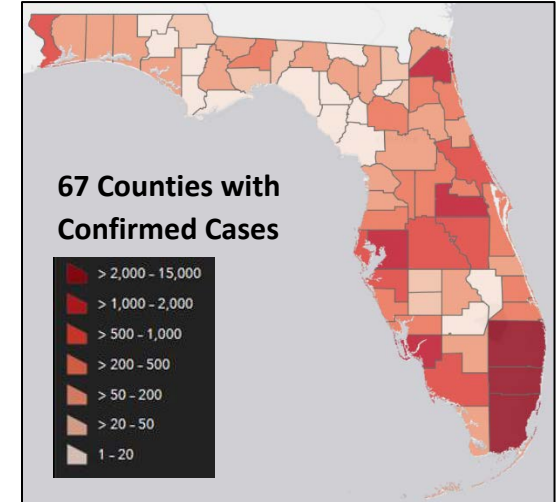 67 Counties with
Confirmed Cases
> 2,000 – 15,000
> 1,000 – 2,000
> 500 – 1,000
> 200 – 500
> 50 – 200
> 20 – 50
1 – 20